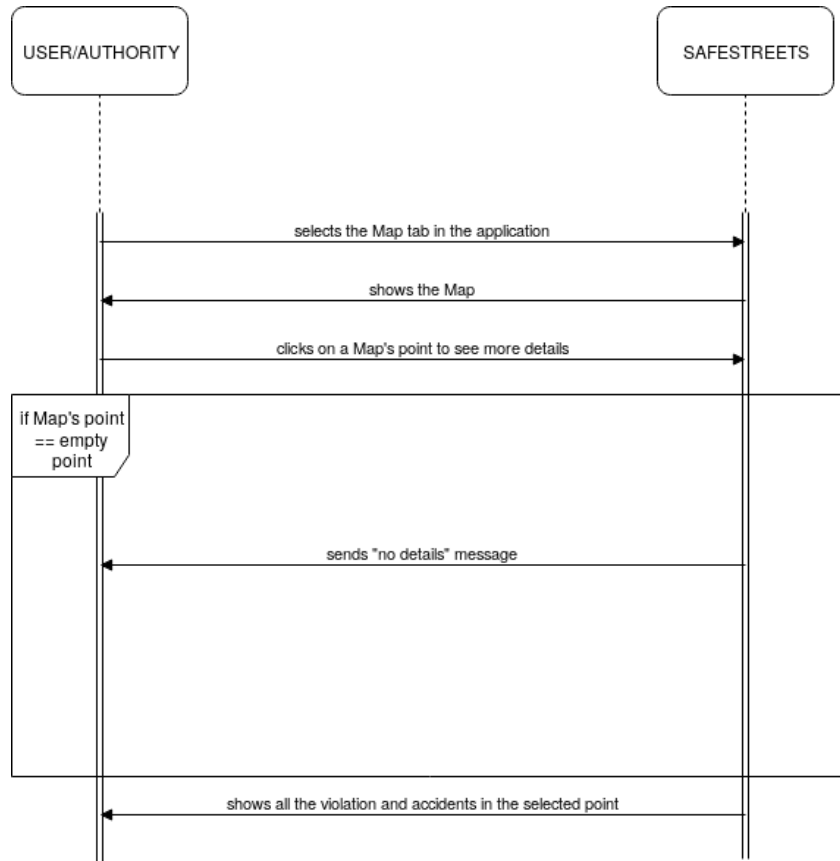 USER/AUTHORITY
SAFESTREETS
selects the Map tab in the application
shows the Map
clicks on a Map's point to see more details
if Map's point
== empty
point
sends "no details" message
shows all the violation and accidents in the selected point